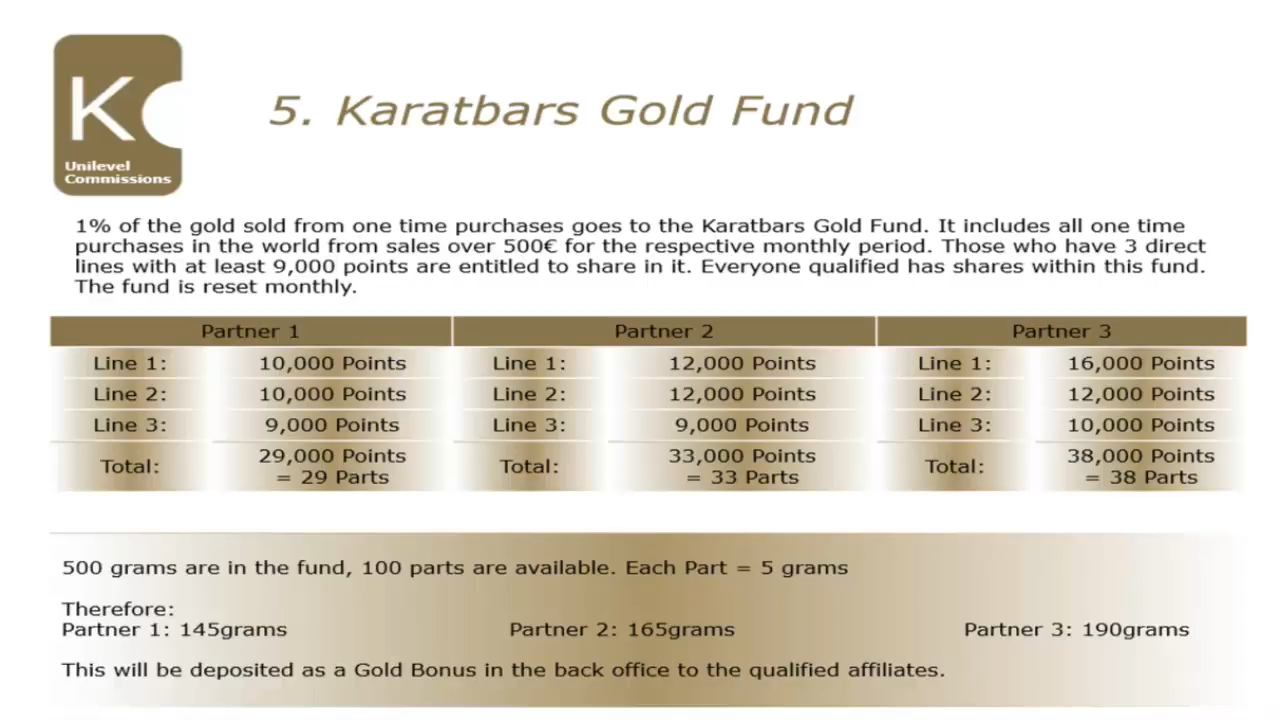 K
Unilevel
Commissions
5. Karatbars Gold Fund
1% of the gold sold from one time purchases goes to the Karatbars Gold Fund. It includes all one time
purchases in the world from sales over 500€ for the respective monthly period. Those who have 3 direct
lines with at least 9,000 points are entitled to share in it. Everyone qualified has shares within this fund.
The fund is reset monthly.
Partner 1 Partner 2 Partner 3
Line 1: 10,000 Points Line 1: 12,000 Points Line 1: 16,000 Points
Line 2: 10,000 Points Line 2: 12,000 Points Line 2: 12,000 Points
Line 3: 9,000 Points Line 3: 9,000 Points Line 3: 10,000 Points
Total: 29,000 Points = 29 Parts Total: 33,000 Points = 33 Parts Total: 38,000 Points = 38 Parts
500 grams are in the fund, 100 parts are available. Each Part = 5 grams
Therefore:
Partner 1: 145grams Partner 2: 165grams Partner 3: 190grams
This will be deposited as a Gold Bonus in the back office to the qualified affiliates.